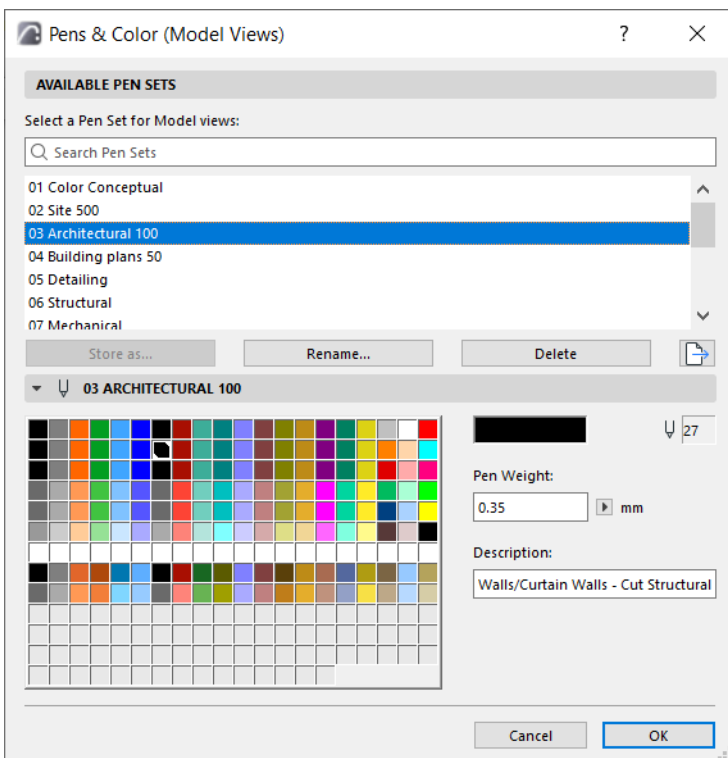 Pens & Color (Model Views) ?
AVAILABLE PEN SETS
Select a Pen Set for Model views:
Search Pen Sets
01 Color Conceptual
02 Site 500
03 Architectural 100
04 Building plans 50
05 Detailing
06 Structural
07 Mechanical
Store as... Rename... Delete
03 ARCHITECTURAL 100
27
Pen Weight:
0.35 mm
Description:
Walls/Curtain Walls - Cut Structural
Cancel OK